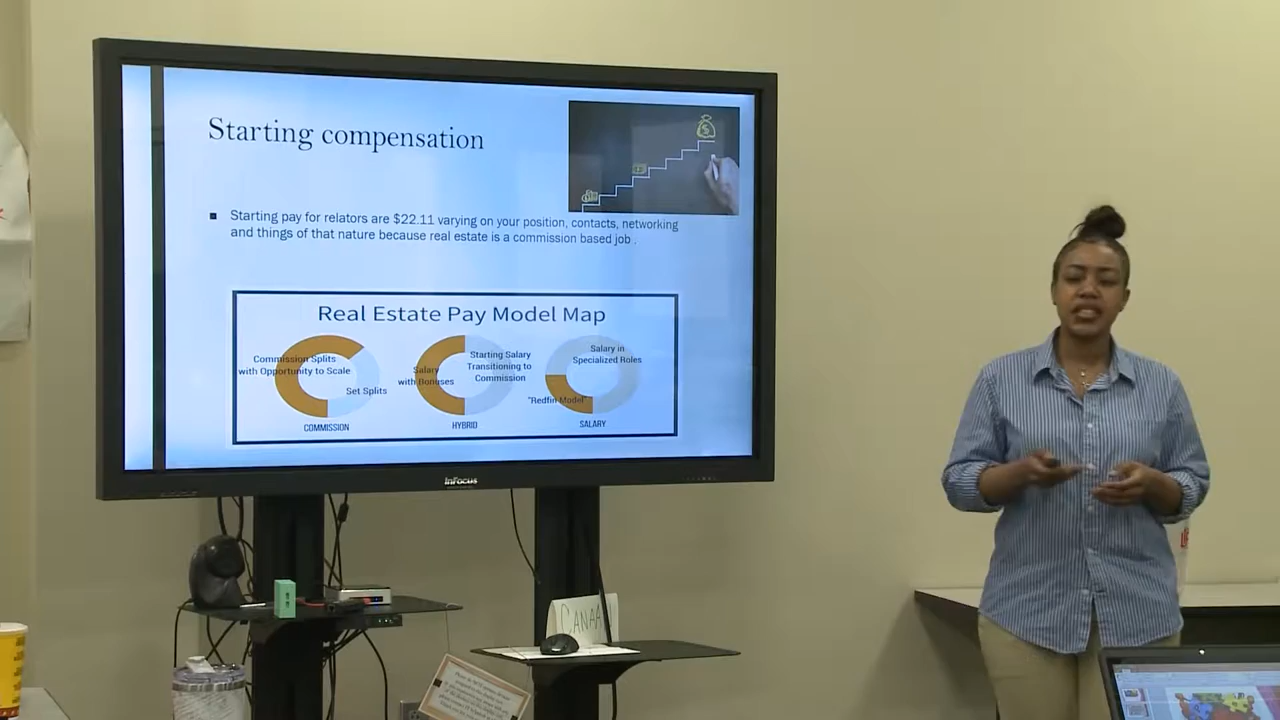 Starting compensation
Starting pay for relators are $22.11 varying on your position, contacts, networking
and things of that nature because real estate is a commission based job .
Real Estate Pay Model Map
Commission Splits
with Opportunity to Scale
Set Splits
COMMISSION
Salary
with Bonuses
Starting Salary
Transitioning to
Commission
HYBRID
Salary in
Specialized Roles
"Redfin Model"
SALARY
InFocus
CANAA